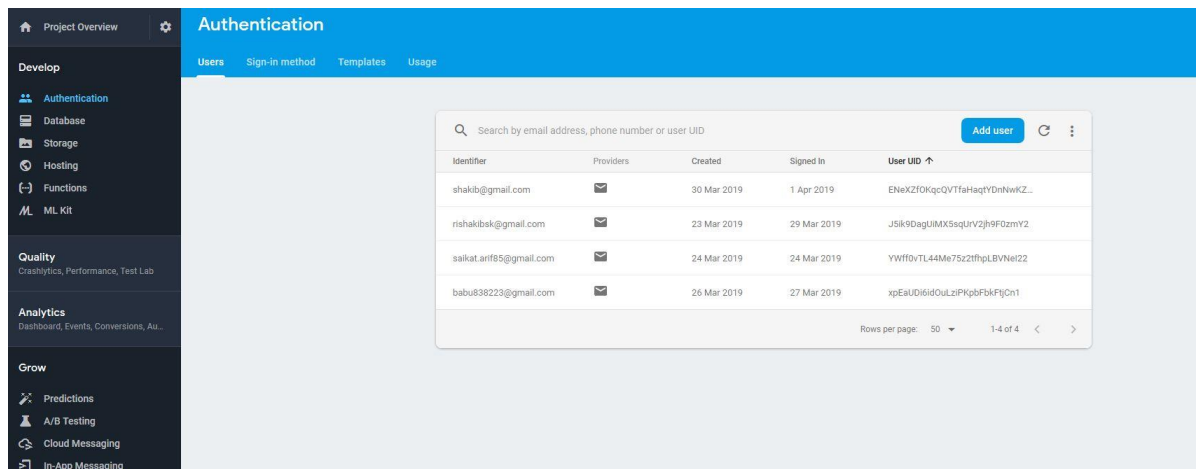 Project Overview
Develop
Authentication
Database
Storage
Hosting
Functions
ML Kit
Quality
Crashlytics, Performance, Test Lab
Analytics
Dashboard, Events, Conversions, Au...
Grow
Predictions
A/B Testing
Cloud Messaging
In-App Messaging
Authentication
Users Sign-in method Templates Usage
Search by email address, phone number or user UID Add user
Identifier Providers Created Signed In User UID
shakib@gmail.com 30 Mar 2019 1 Apr 2019 ENeXZfOKqcQVTfaHaqtYDnNwKZ...
rishakibsk@gmail.com 23 Mar 2019 29 Mar 2019 J5ik9DagUiMX5sqUrV2jh9F0zmY2
saikat.arif85@gmail.com 24 Mar 2019 24 Mar 2019 YWff0vTL44Me75z2tfhpLBVNeI22
babu838223@gmail.com 26 Mar 2019 27 Mar 2019 xpEaUDi6idOuLziPKpbFbkFtjCn1
Rows per page: 50 1-4 of 4